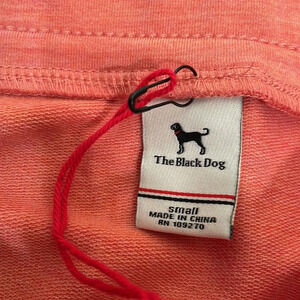 The Black Dog
Small
MADE IN CHINA
RN 109270